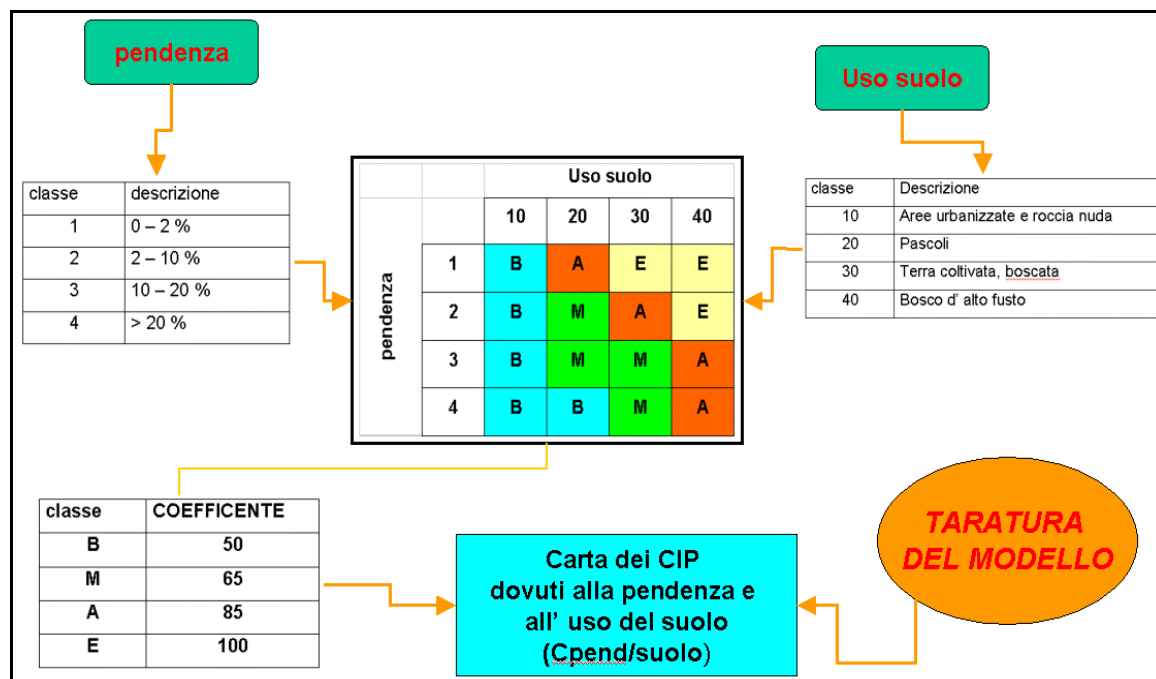 pendenza
Uso suolo
classe descrizione
1 0 – 2 %
2 2 – 10 %
3 10 – 20 %
4 > 20 %
Uso suolo
10 20 30 40
pendenza
1 B A E E
2 B M A E
3 B M M A
4 B B M A
classe Descrizione
10 Aree urbanizzate e roccia nuda
20 Pascoli
30 Terra coltivata, boscata
40 Bosco d' alto fusto
classe COEFFICENTE
B 50
M 65
A 85
E 100
Carta dei CIP
dovuti alla pendenza e
all' uso del suolo
(Cpend/suolo)
TARATURA
DEL MODELLO